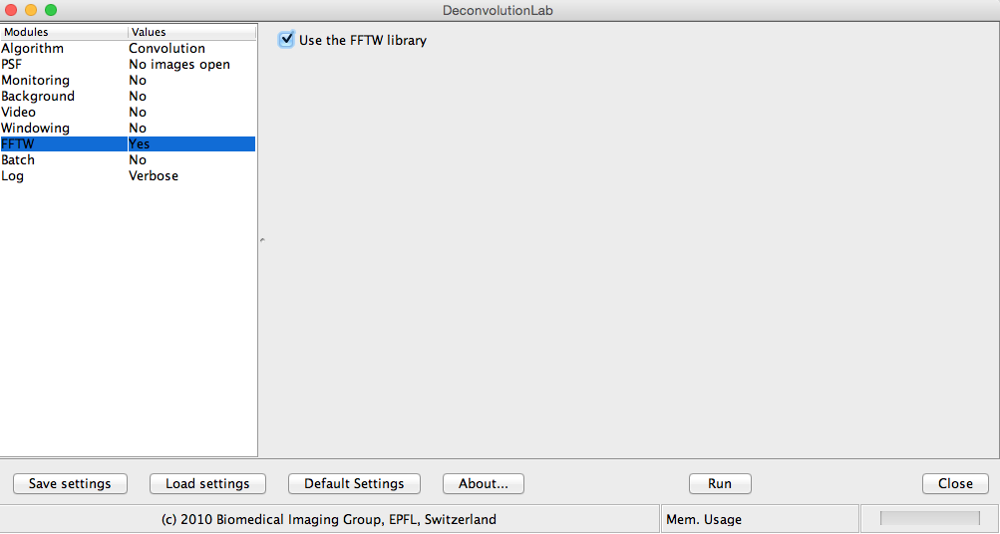 DeconvolutionLab
Modules Values
Algorithm Convolution
PSF No images open
Monitoring No
Background No
Video No
Windowing No
FFTW Yes
Batch No
Log Verbose
Use the FFTW library
Save settings Load settings Default Settings About... Run Close
(c) 2010 Biomedical Imaging Group, EPFL, Switzerland Mem. Usage